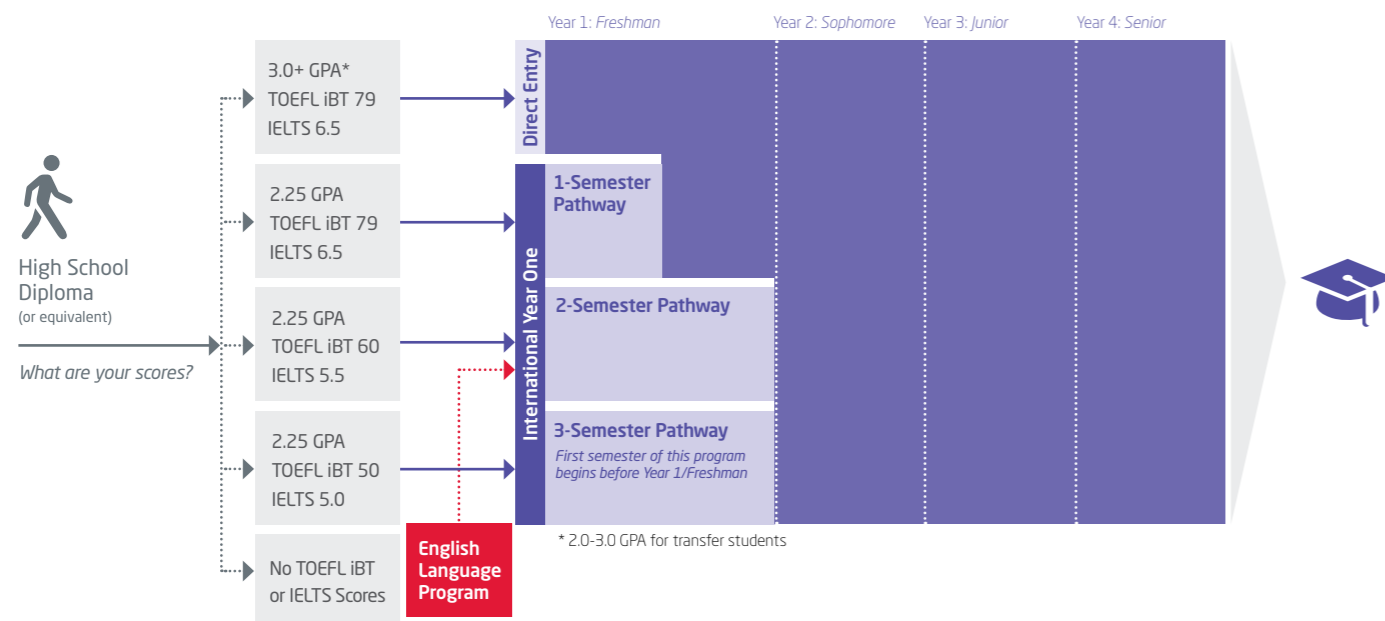 Year 1: Freshman
Year 2: Sophomore
Year 3: Junior
Year 4: Senior
High School
Diploma
(or equivalent)
What are your scores?
3.0+ GPA*
TOEFL iBT 79
IELTS 6.5
2.25 GPA
TOEFL iBT 79
IELTS 6.5
2.25 GPA
TOEFL iBT 60
IELTS 5.5
2.25 GPA
TOEFL iBT 50
IELTS 5.0
No TOEFL iBT
or IELTS Scores
English
Language
Program
Direct Entry
International Year One
1-Semester
Pathway
2-Semester Pathway
3-Semester Pathway
First semester of this program
begins before Year 1/Freshman
* 2.0-3.0 GPA for transfer students